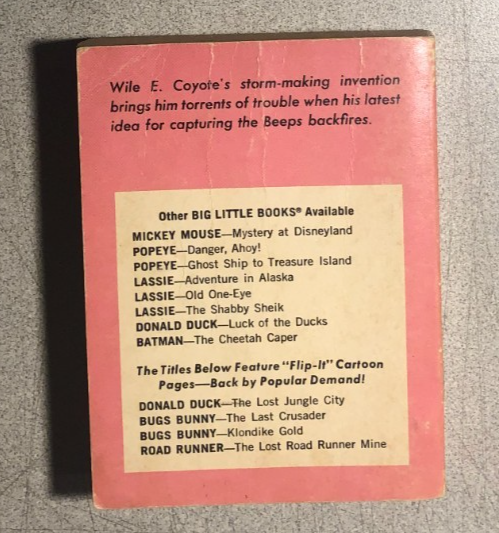 Wile E. Coyote's storm-making invention
brings him torrents of trouble when his latest
idea for capturing the Beeps backfires.
Other BIG LITTLE BOOKS® Available
MICKEY MOUSE—Mystery at Disneyland
POPEYE—Danger, Ahoy!
POPEYE—Ghost Ship to Treasure Island
LASSIE—Adventure in Alaska
LASSIE—Old One-Eye
LASSIE—The Shabby Sheik
DONALD DUCK—Luck of the Ducks
BATMAN—The Cheetah Caper
The Titles Below Feature "Flip-It" Cartoon
Pages—Back by Popular Demand!
DONALD DUCK—The Lost Jungle City
BUGS BUNNY—The Last Crusader
BUGS BUNNY—Klondike Gold
ROAD RUNNER—The Lost Road Runner Mine